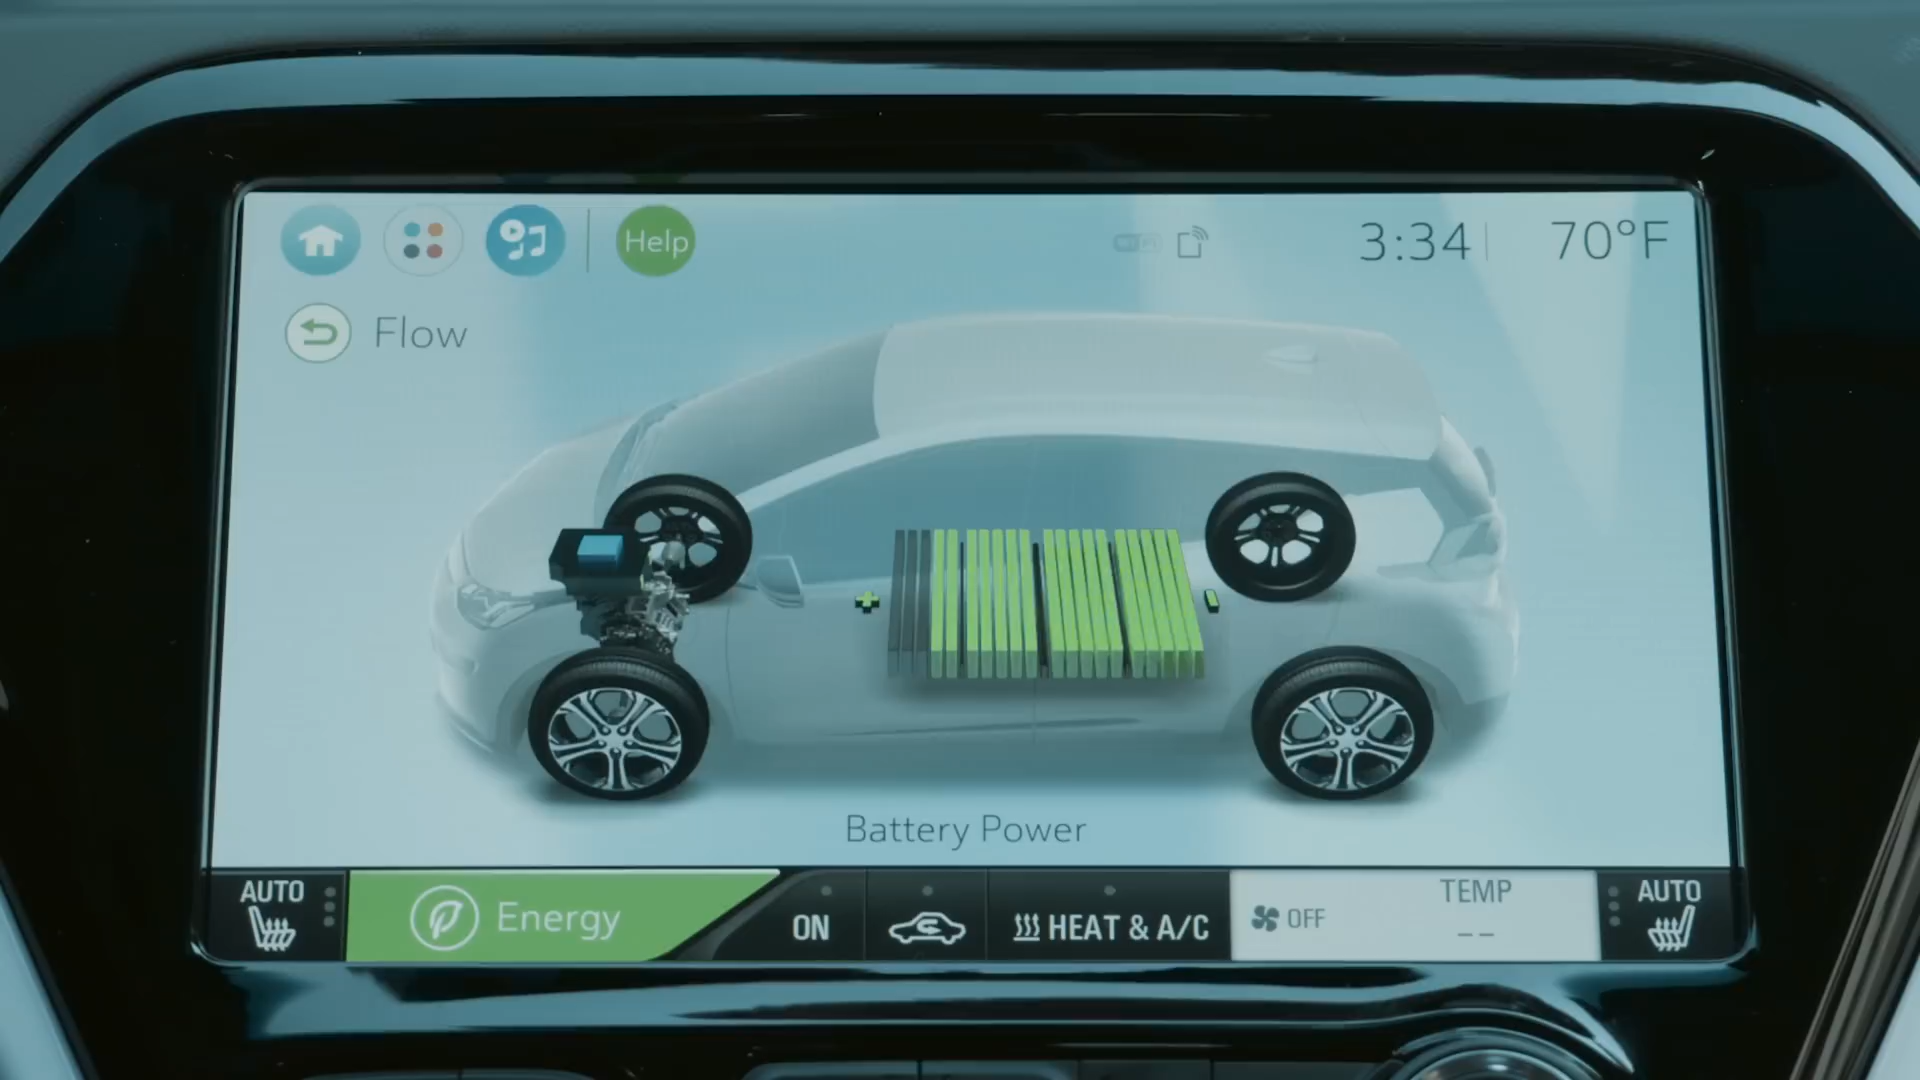 Help
3:34
70°F
Flow
Battery Power
AUTO
Energy
ON
HEAT & A/C
OFF
TEMP
--
AUTO